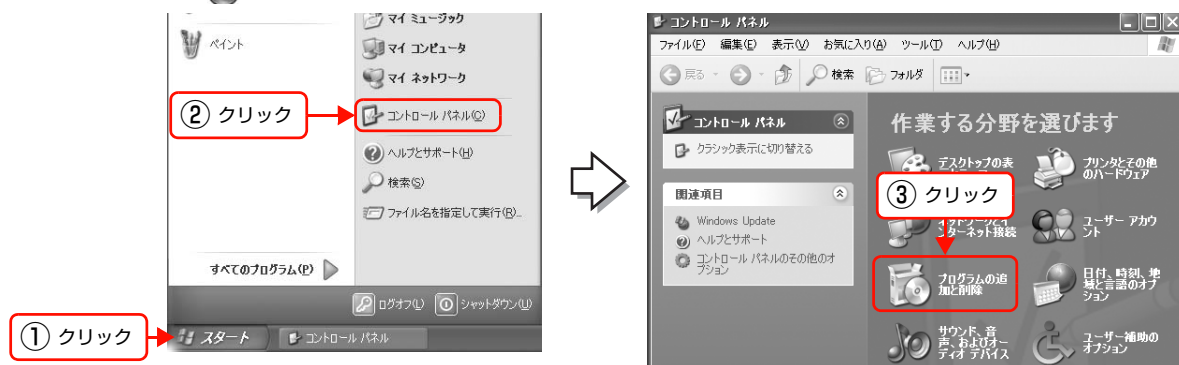 マイ ミュージック
ペイント
マイ コンピュータ
マイ ネットワーク
② クリック
コントロール パネル(C)
ヘルプとサポート(H)
検索(S)
ファイル名を指定して実行(R)...
すべてのプログラム(P)
ログオフ(L)
シャットダウン(U)
① クリック
スタート
コントロール パネル
コントロール パネル
ファイル(F) 編集(E) 表示(V) お気に入り(A) ツール(T) ヘルプ(H)
戻る 検索 フォルダ
コントロール パネル
クラシック表示に切り替える
関連項目
Windows Update
ヘルプとサポート
コントロール パネルのその他のオ
プション
作業する分野を選びます
デスクトップの表
プリンタとその他
のハードウェア
③ クリック
ネットワークとイ
ンターネット接続
ユーザー アカウ
ント
プログラムの追
加と削除
日付、時刻、地
域と言語のオプ
ション
サウンド、音
声、およびオー
ディオ デバイス
ユーザー補助の
オプション